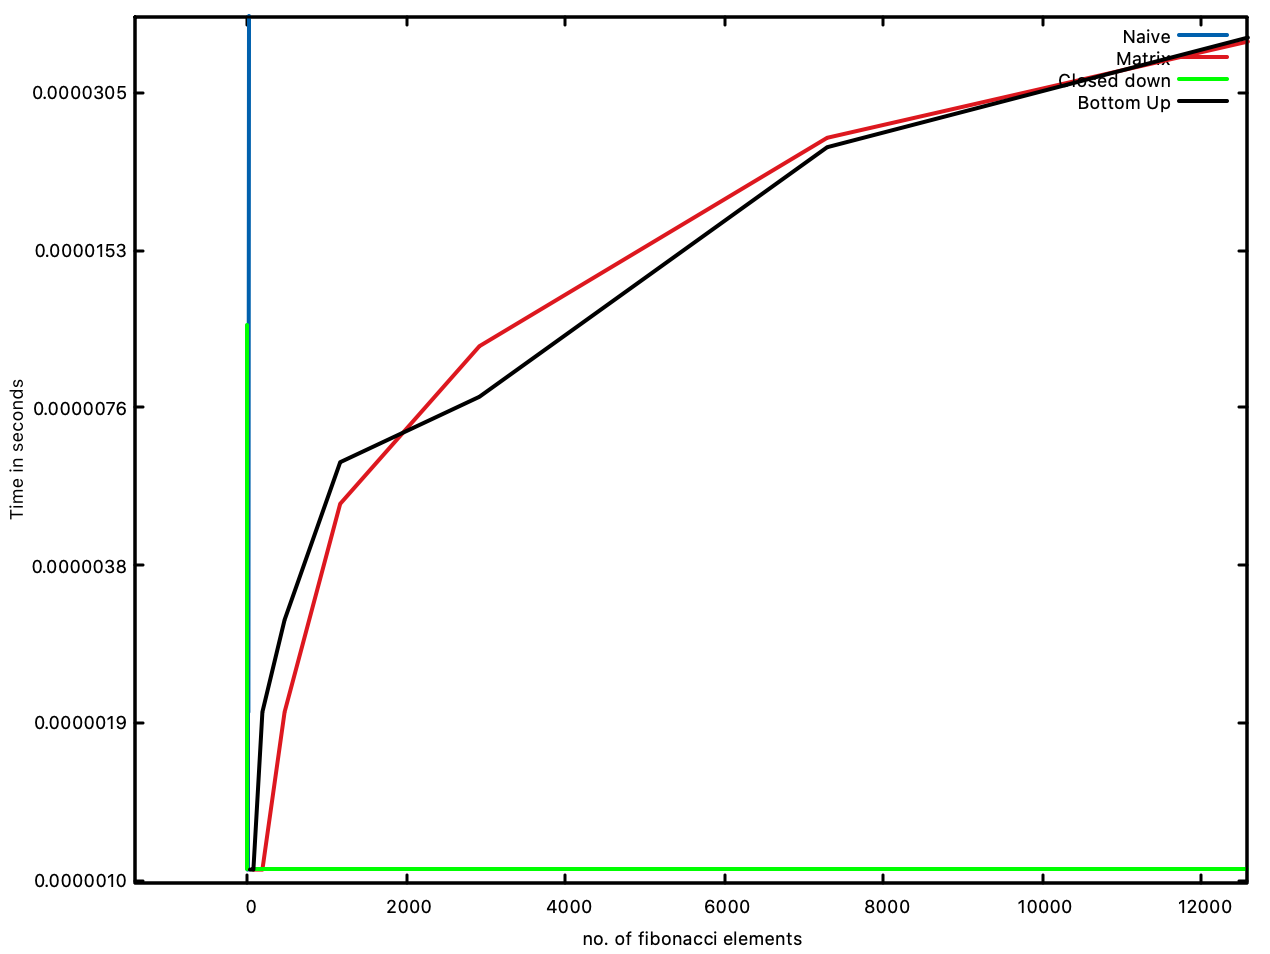 Naive
Matrix
Closed down
Bottom Up
0.0000305
0.0000153
0.0000076
0.0000038
0.0000019
0.0000010
Time in seconds
0 2000 4000 6000 8000 10000 12000
no. of fibonacci elements